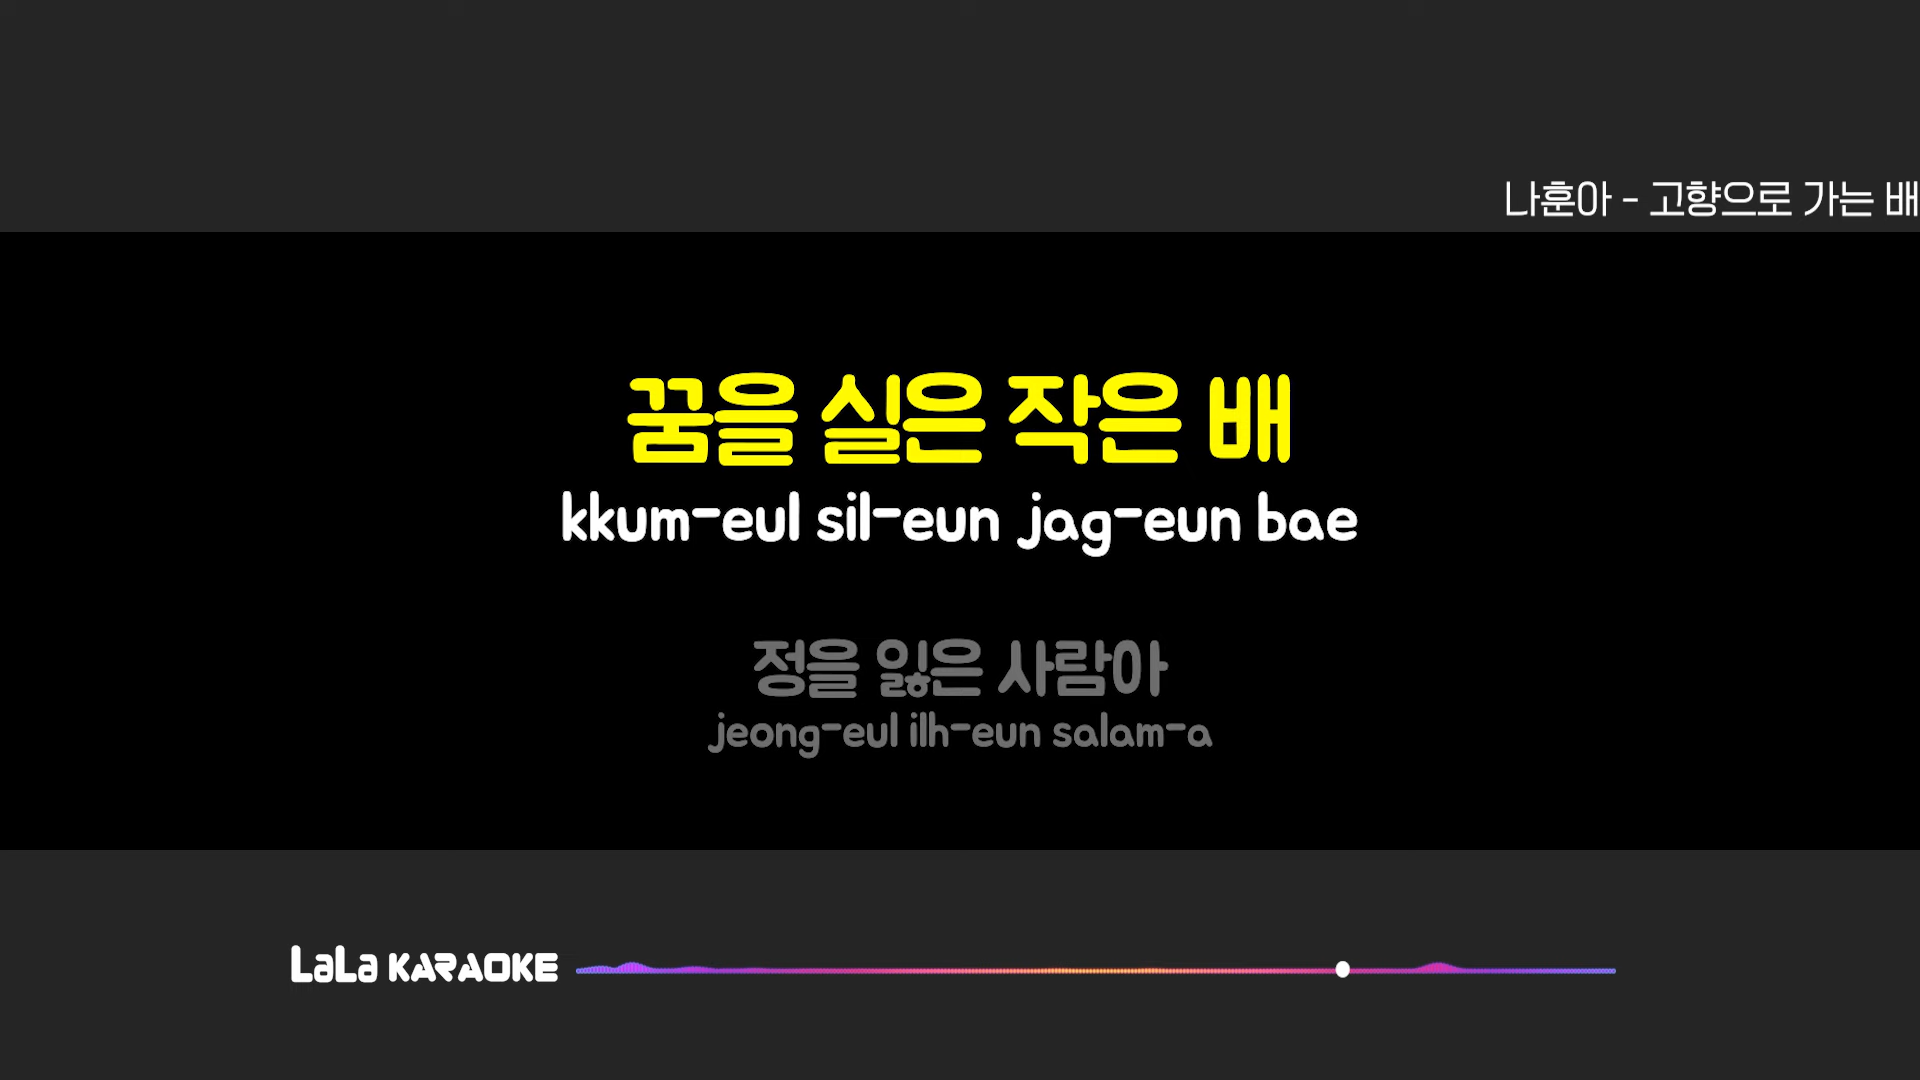 나훈아 - 고향으로 가는 배
꿈을 실은 작은 배
kkum-eul sil-eun jag-eun bae
정을 잃은 사람아
jeong-eul ilh-eun salam-a
LaLa KARAOKE